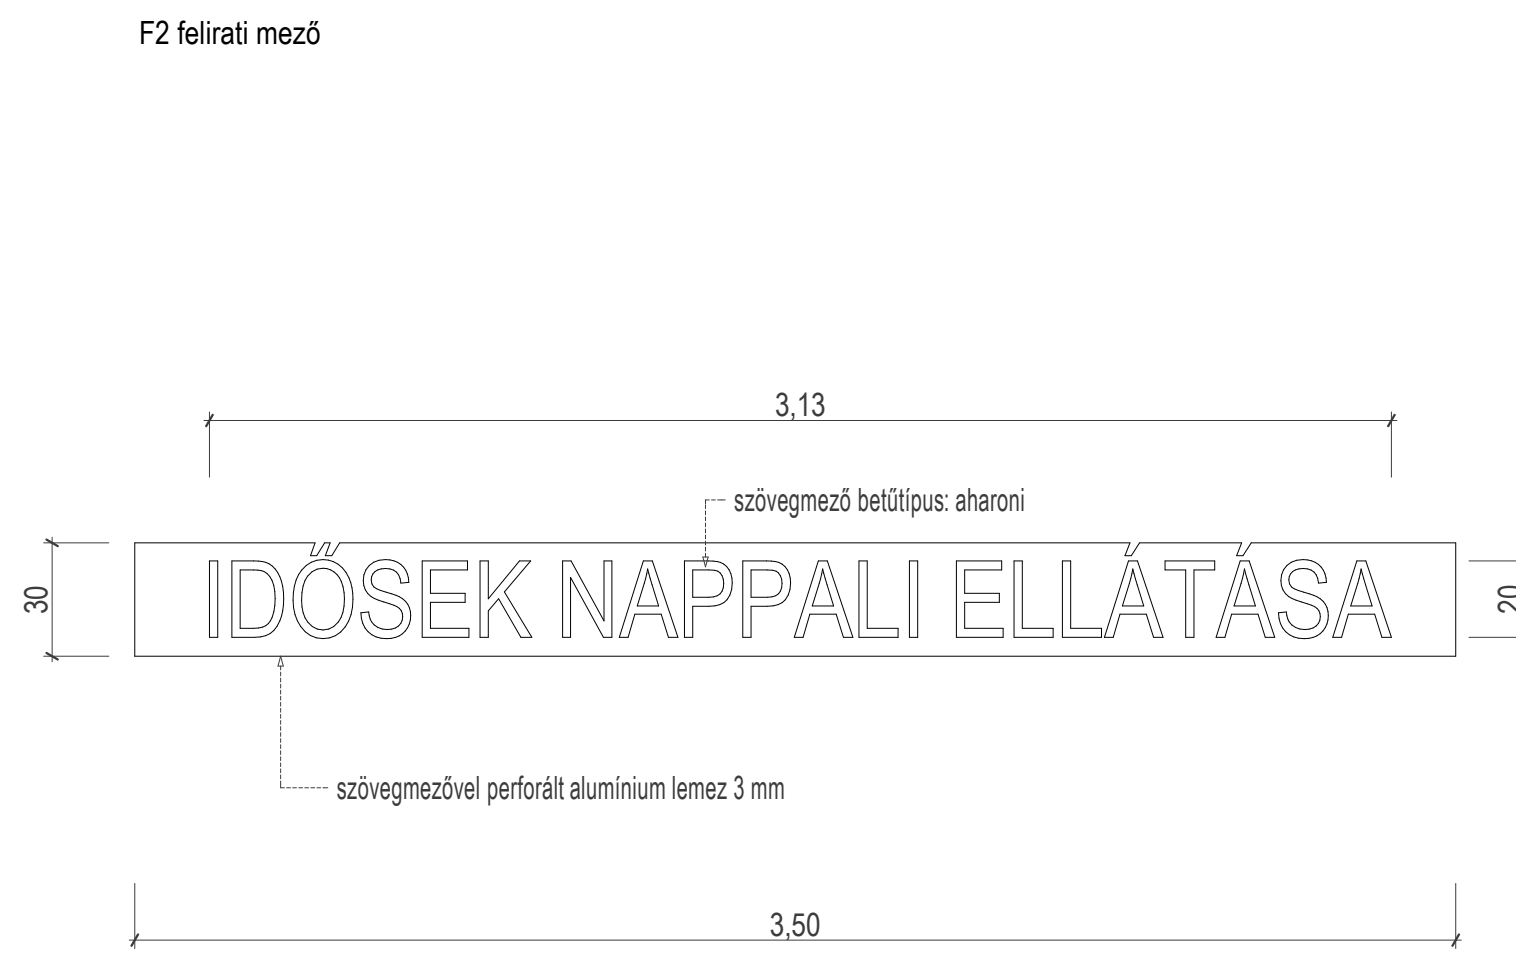 F2 felirati mező
3,13
szövegmező betűtípus: aharoni
30
IDŐSEK NAPPALI ELLÁTÁSA
20
szövegmezővel perforált alumínium lemez 3 mm
3,50